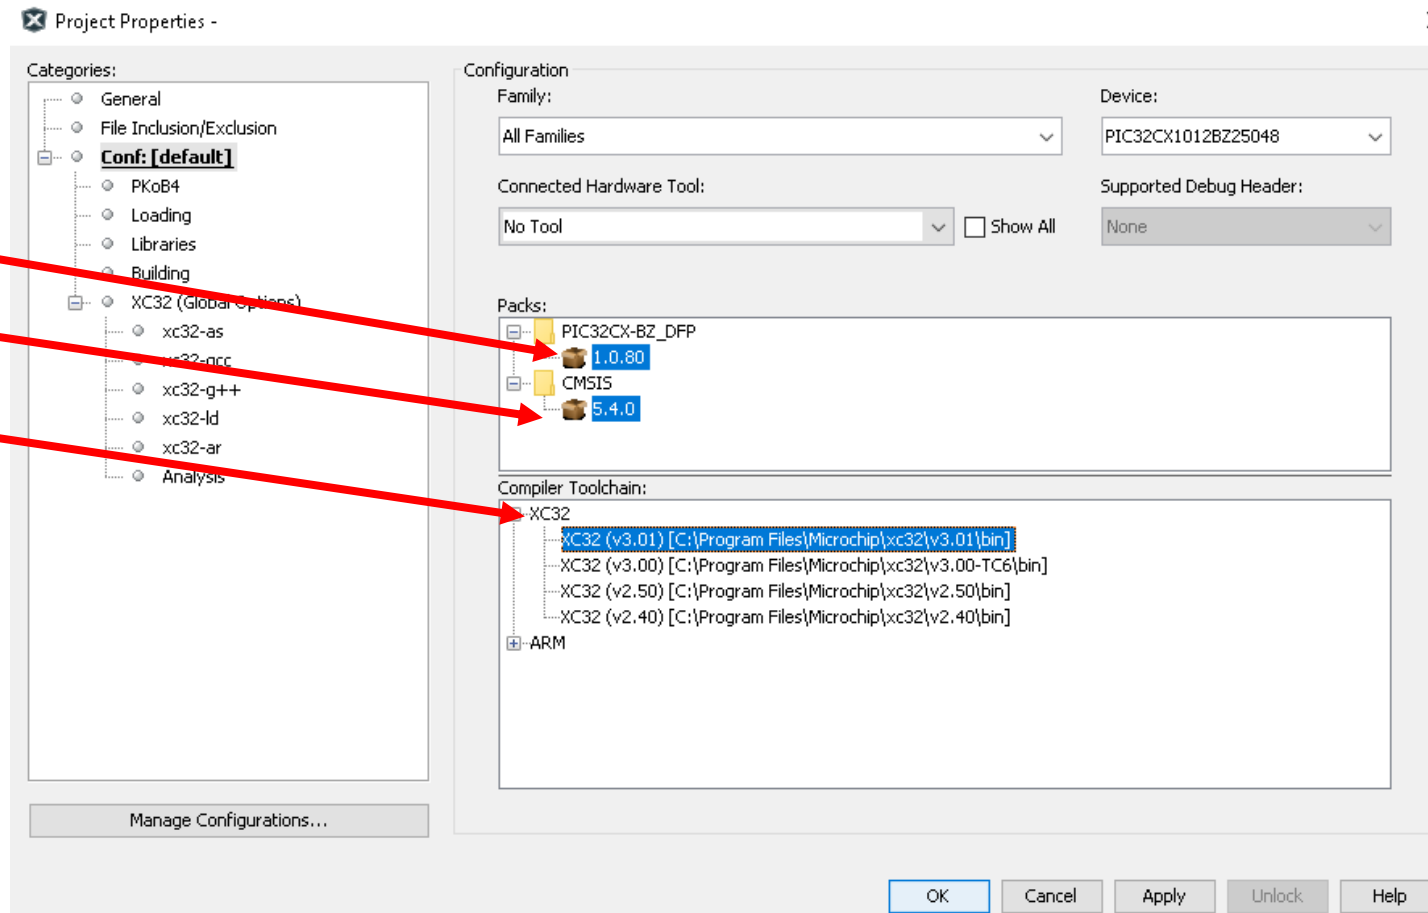 Project Properties -
Categories:
General
File Inclusion/Exclusion
Conf: [default]
PKoB4
Loading
Libraries
Building
XC32 (Global Options)
xc32-as
xc32-gcc
xc32-g++
xc32-ld
xc32-ar
Analysis
Manage Configurations...
Configuration
Family:
Device:
All Families
PIC32CX1012BZ25048
Connected Hardware Tool:
Supported Debug Header:
No Tool
Show All
None
Packs:
PIC32CX-BZ_DFP
1.0.80
CMSIS
5.4.0
Compiler Toolchain:
XC32
XC32 (v3.01) [C:\Program Files\Microchip\xc32\v3.01\bin]
XC32 (v3.00) [C:\Program Files\Microchip\xc32\v3.00-TC6\bin]
XC32 (v2.50) [C:\Program Files\Microchip\xc32\v2.50\bin]
XC32 (v2.40) [C:\Program Files\Microchip\xc32\v2.40\bin]
ARM
OK
Cancel
Apply
Unlock
Help